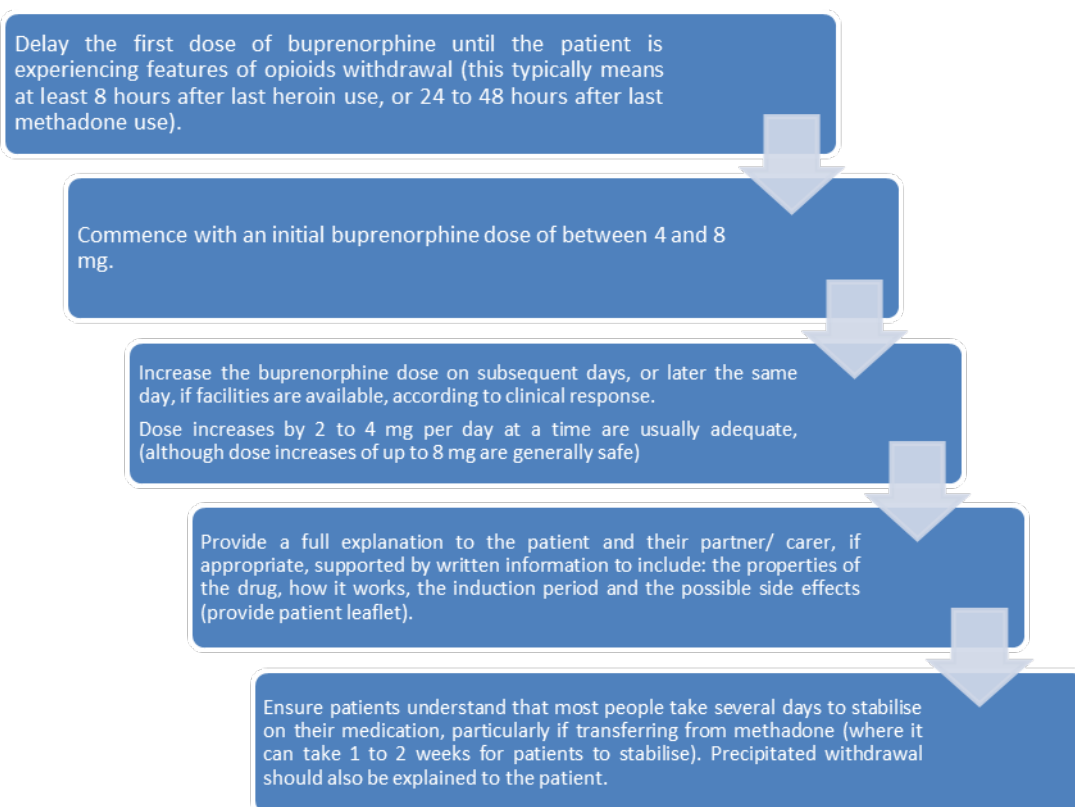 Delay the first dose of buprenorphine until the patient is
experiencing features of opioids withdrawal (this typically means
at least 8 hours after last heroin use, or 24 to 48 hours after last
methadone use).
Commence with an initial buprenorphine dose of between 4 and 8
mg.
Increase the buprenorphine dose on subsequent days, or later the same
day, if facilities are available, according to clinical response.
Dose increases by 2 to 4 mg per day at a time are usually adequate,
(although dose increases of up to 8 mg are generally safe)
Provide a full explanation to the patient and their partner/ carer, if
appropriate, supported by written information to include: the properties of
the drug, how it works, the induction period and the possible side effects
(provide patient leaflet).
Ensure patients understand that most people take several days to stabilise
on their medication, particularly if transferring from methadone (where it
can take 1 to 2 weeks for patients to stabilise). Precipitated withdrawal
should also be explained to the patient.